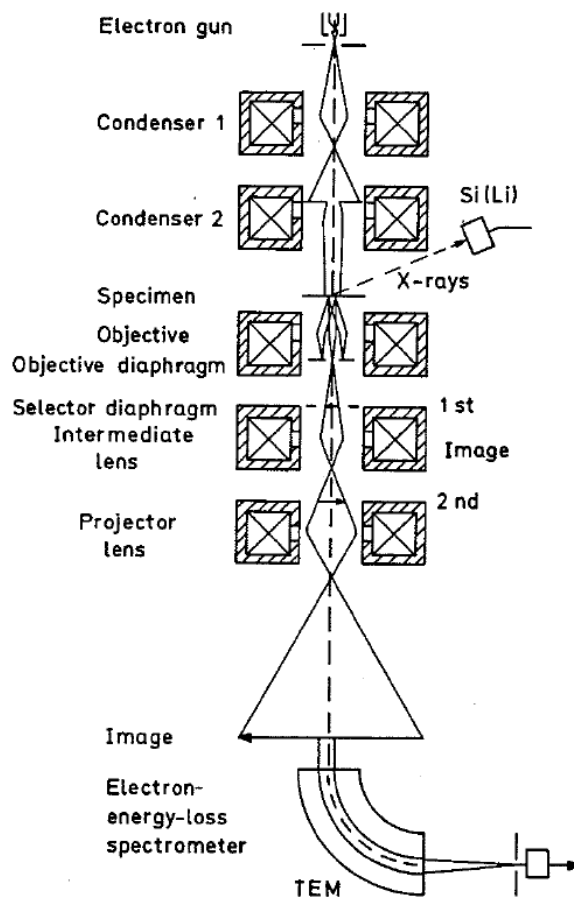 Electron gun
Condenser 1
Condenser 2
Si(Li)
X-rays
Specimen
Objective
Objective diaphragm
Selector diaphragm
1 st
Intermediate
lens
Image
2 nd
Projector
lens
Image
Electron-
energy-loss
spectrometer
TEM